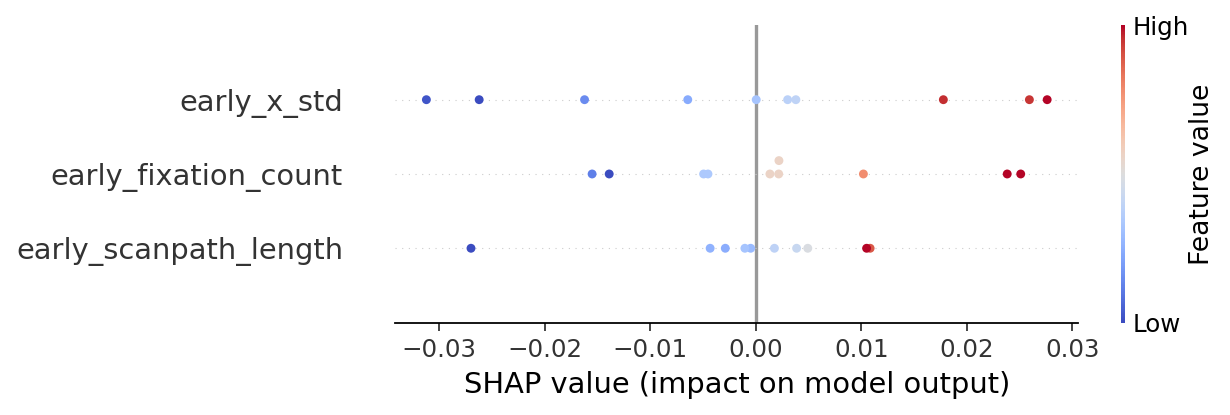 High
early_x_std
early_fixation_count
early_scanpath_length
Feature value
Low
−0.03 −0.02 −0.01 0.00 0.01 0.02 0.03
SHAP value (impact on model output)